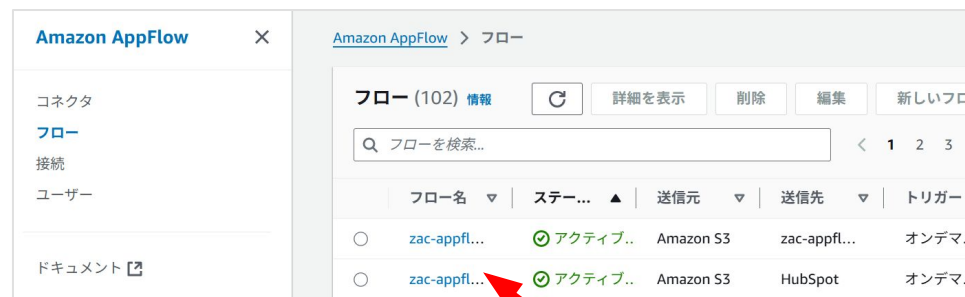 Amazon AppFlow
コネクタ
フロー
接続
ユーザー
ドキュメント
Amazon AppFlow > フロー
フロー (102) 情報
詳細を表示
削除
編集
新しいフロ
フローを検索...
< 1 2 3
フロー名 ステー... 送信元 送信先 トリガー
zac-appfl... アクティブ.. Amazon S3 zac-appfl... オンデマ.
zac-appfl... アクティブ.. Amazon S3 HubSpot オンデマ.